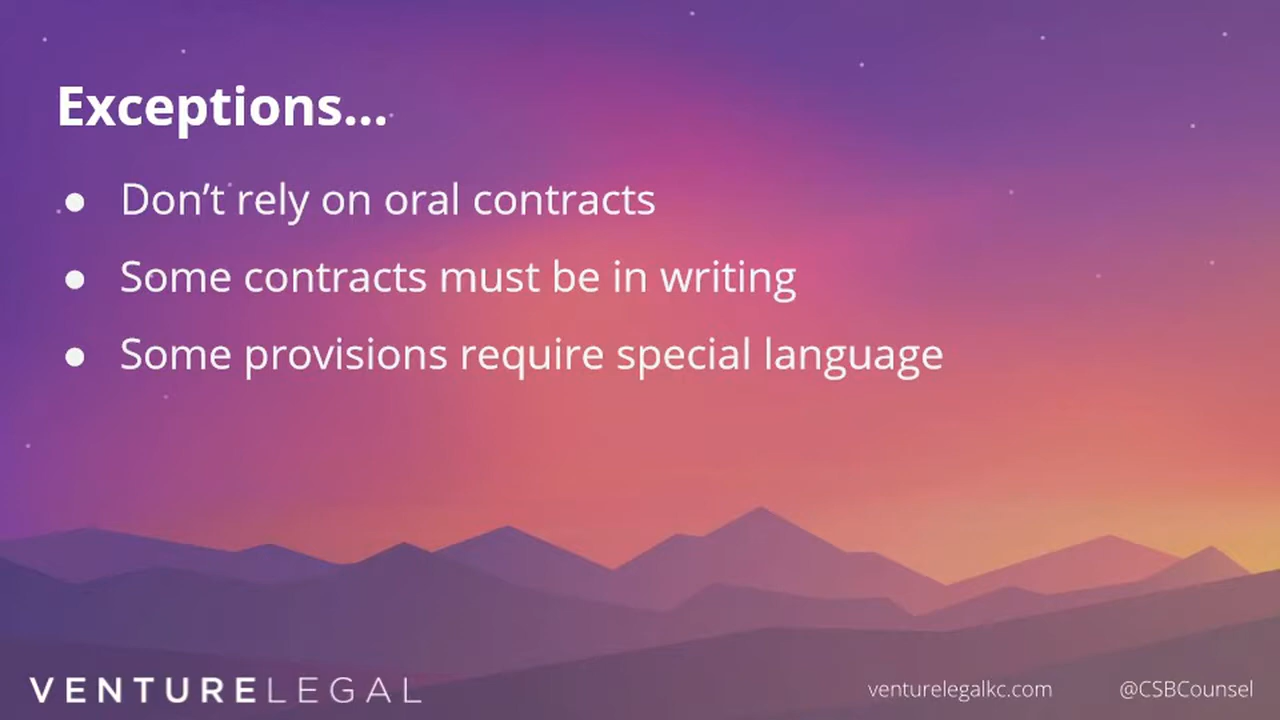 Exceptions...
● Don’t rely on oral contracts
● Some contracts must be in writing
● Some provisions require special language
VENTURELEGAL
venturelegalkc.com
@CSBCounsel